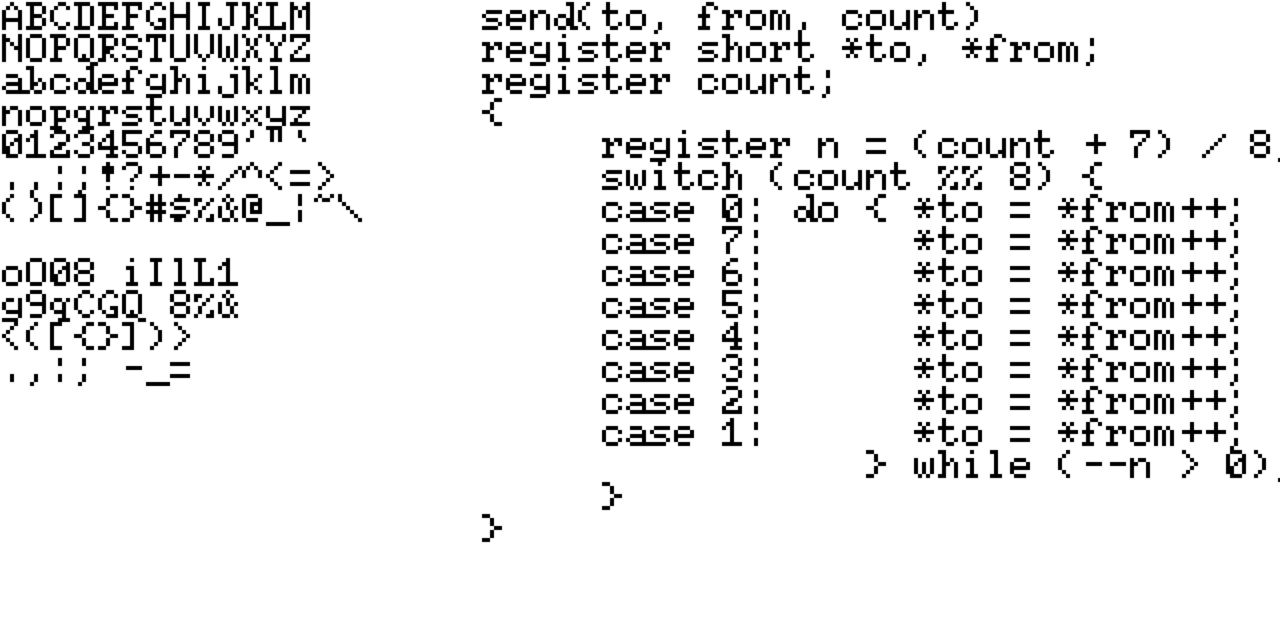 ABCDEFGHIJKLM
NOPQRSTUVWXYZ
abcdefghijklm
nopqrstuvwxyz
0123456789'"`
.,;:!?+-*/^<=>
()[]{}#$%&@_¦~\

oO08 iIlL1
g9qCGQ 8%&
<([{}])>
.,:; -_=
send(to, from, count)
register short *to, *from;
register count;
{
    register n = (count + 7) / 8;
    switch (count %% 8) {
    case 0: do { *to = *from++;
    case 7:      *to = *from++;
    case 6:      *to = *from++;
    case 5:      *to = *from++;
    case 4:      *to = *from++;
    case 3:      *to = *from++;
    case 2:      *to = *from++;
    case 1:      *to = *from++;
               } while (--n > 0);
    }
}